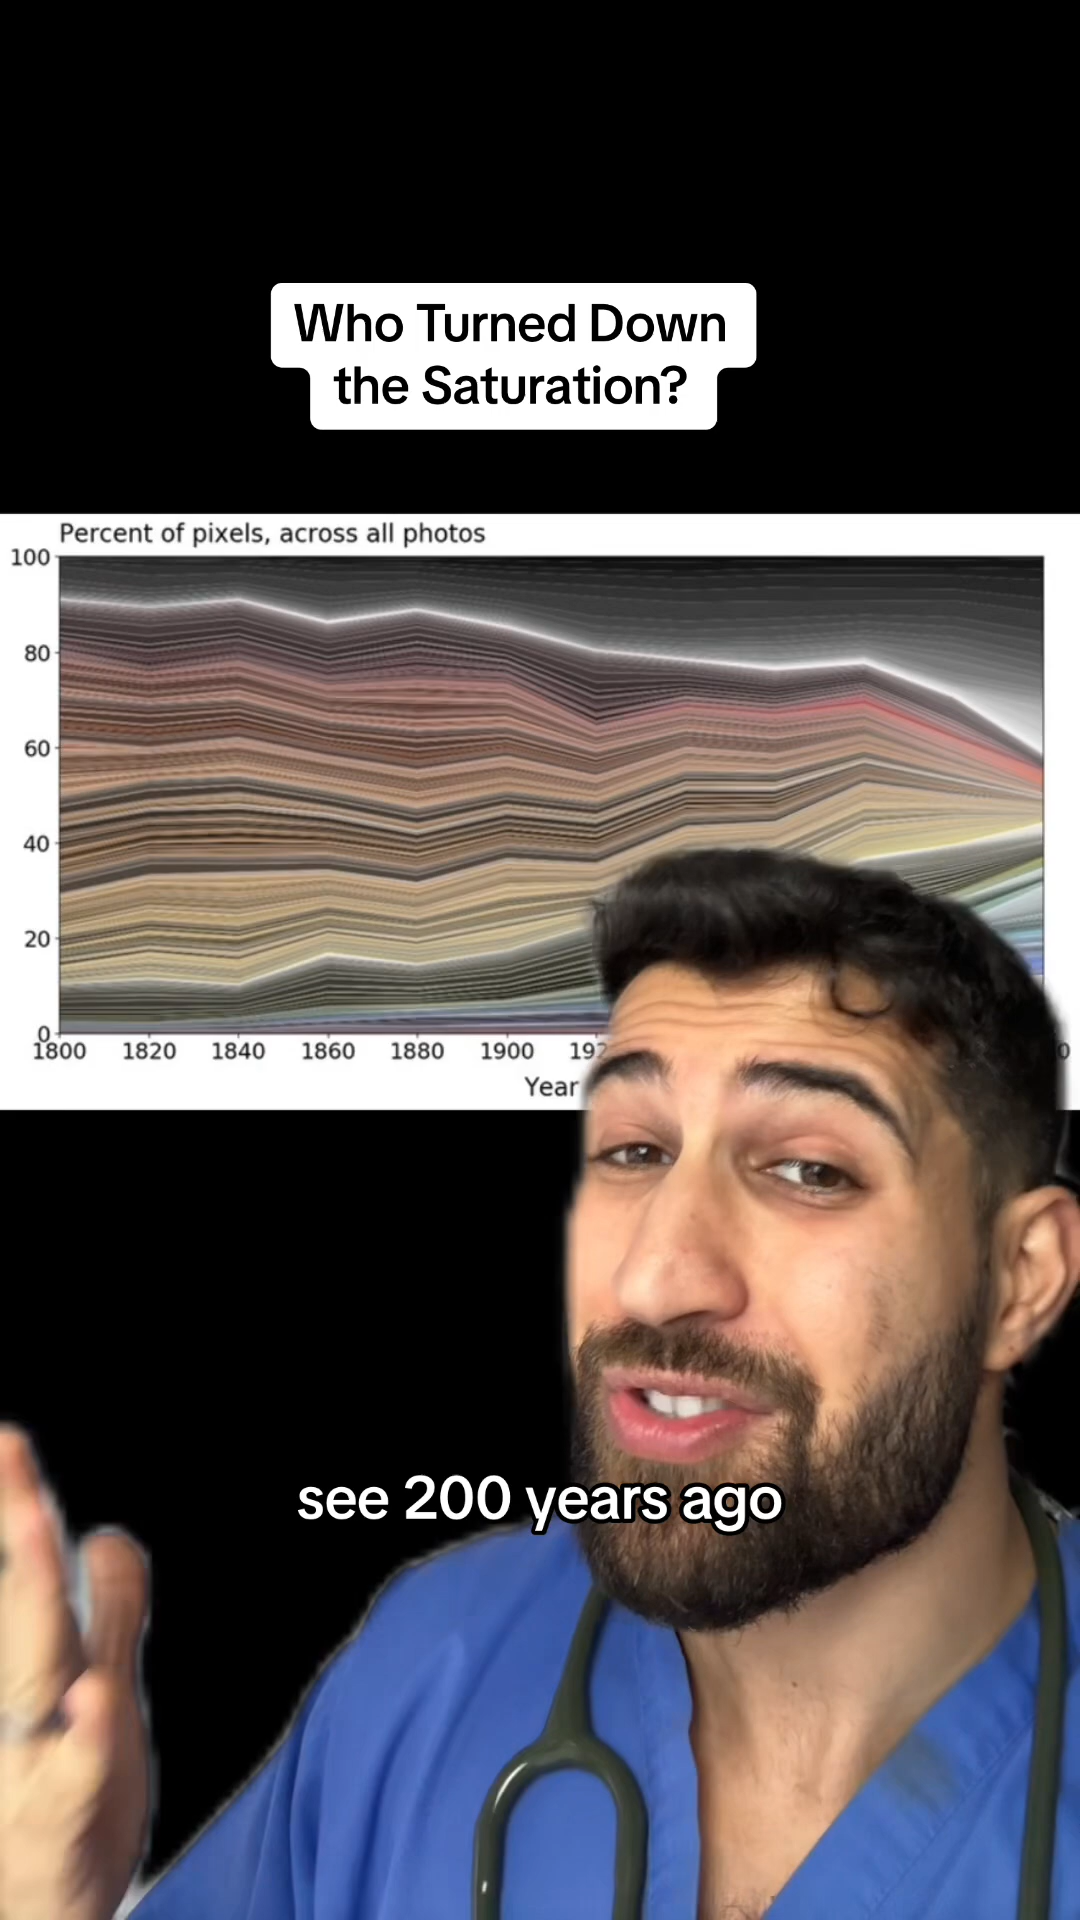 Who Turned Down
the Saturation?
Percent of pixels, across all photos
100
80
60
40
20
0
1800 1820 1840 1860 1880 1900
Year
see 200 years ago